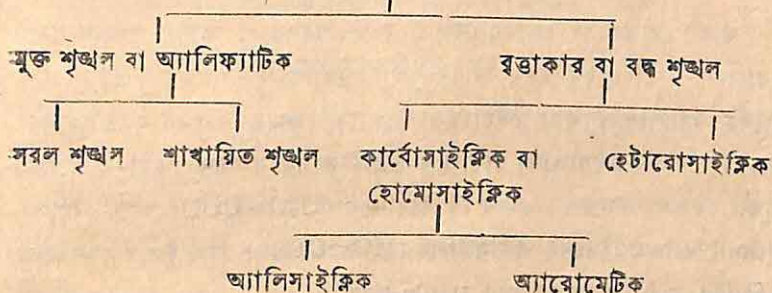 মুক্ত শৃঙ্খল বা অ্যালিফ্যাটিক বৃত্তাকার বা বদ্ধ শৃঙ্খল
সরল শৃঙ্খল শাখায়িত শৃঙ্খল কার্বোসাইক্লিক বা হেটারোসাইক্লিক
হোমোসাইক্লিক
অ্যালিসাইক্লিক অ্যারোমেটিক